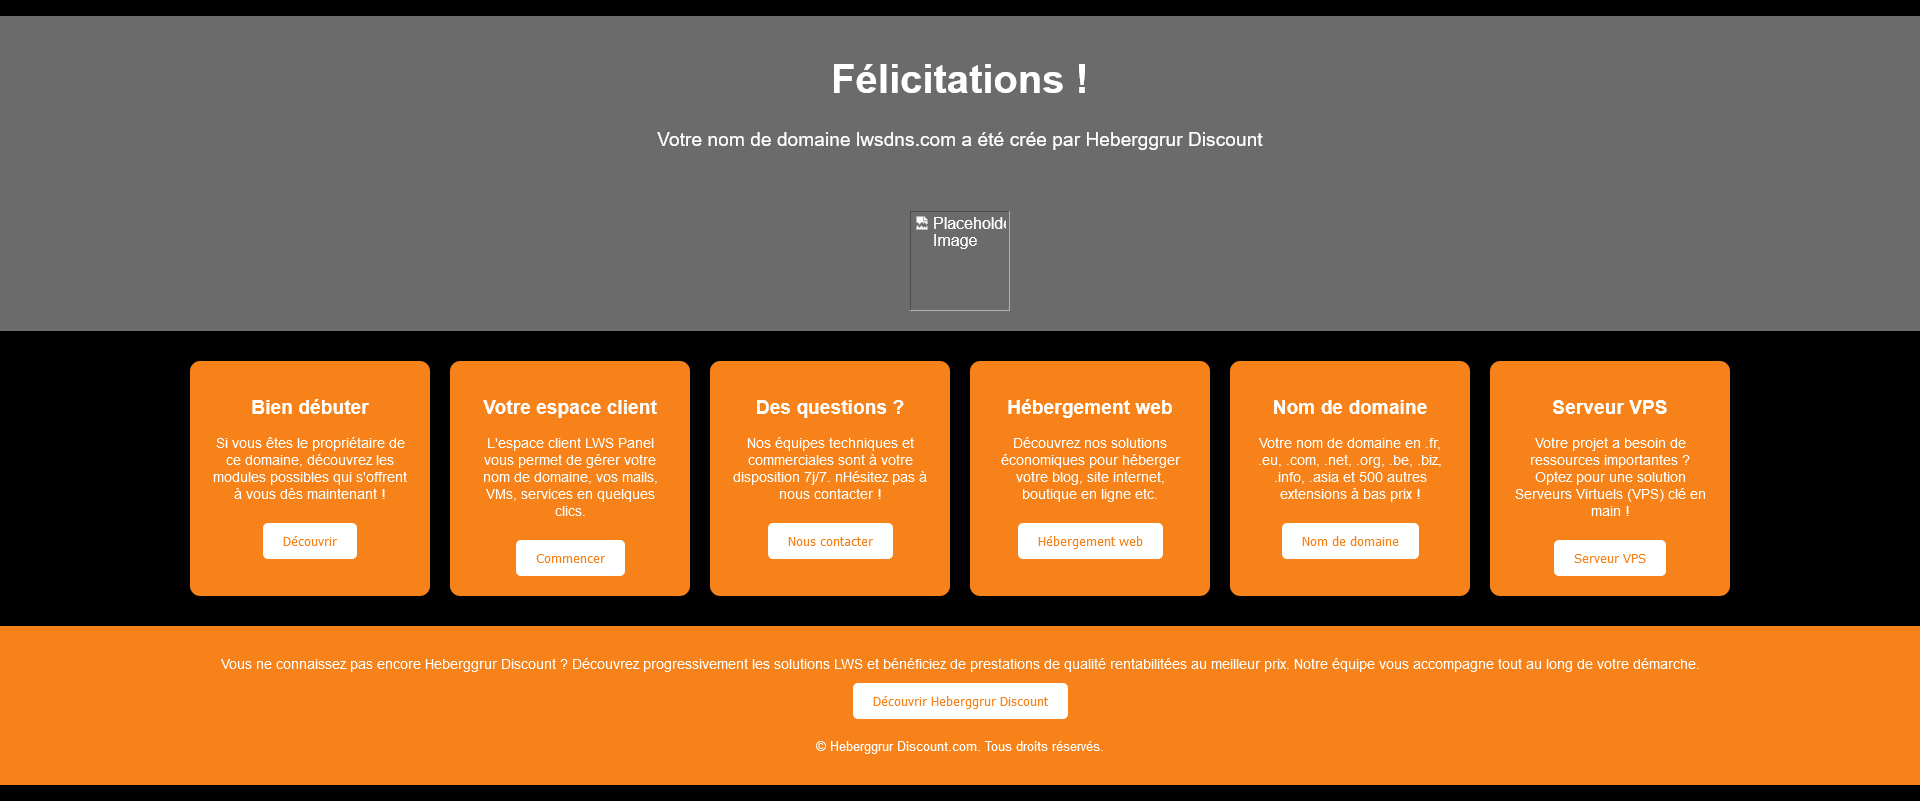 Félicitations !
Votre nom de domaine lwsdns.com a été crée par Heberggrur Discount
Image
Bien débuter
Si vous êtes le propriétaire de
ce domaine, découvrez les
modules possibles qui s'offrent
à vous dès maintenant !
Découvrir
Votre espace client
L'espace client LWS Panel
vous permet de gérer votre
nom de domaine, vos mails,
VMs, services en quelques
clics.
Commencer
Des questions ?
Nos équipes techniques et
commerciales sont à votre
disposition 7j/7. nHésitez pas à
nous contacter !
Nous contacter
Hébergement web
Découvrez nos solutions
économiques pour héberger
votre blog, site internet,
boutique en ligne etc.
Hébergement web
Nom de domaine
Votre nom de domaine en .fr,
.eu, .com, .net, .org, .be, .biz,
.info, .asia et 500 autres
extensions à bas prix !
Nom de domaine
Serveur VPS
Votre projet a besoin de
ressources importantes ?
Optez pour une solution
Serveurs Virtuels (VPS) clé en
main !
Serveur VPS
Vous ne connaissez pas encore Heberggrur Discount ? Découvrez progressivement les solutions LWS et bénéficiez de prestations de qualité rentabilitées au meilleur prix. Notre équipe vous accompagne tout au long de votre démarche.
Découvrir Heberggrur Discount
© Heberggrur Discount.com. Tous droits réservés.